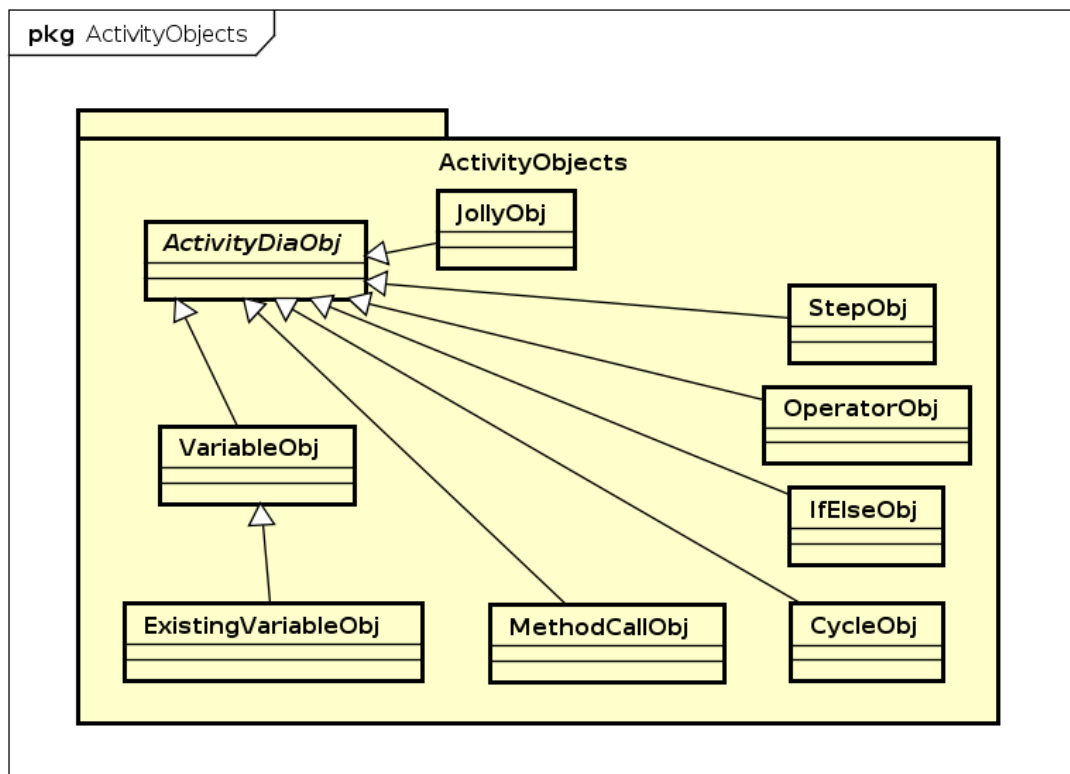 pkg ActivityObjects
ActivityObjects
JollyObj
ActivityDiaObj
StepObj
OperatorObj
VariableObj
IfElseObj
ExistingVariableObj
MethodCallObj
CycleObj